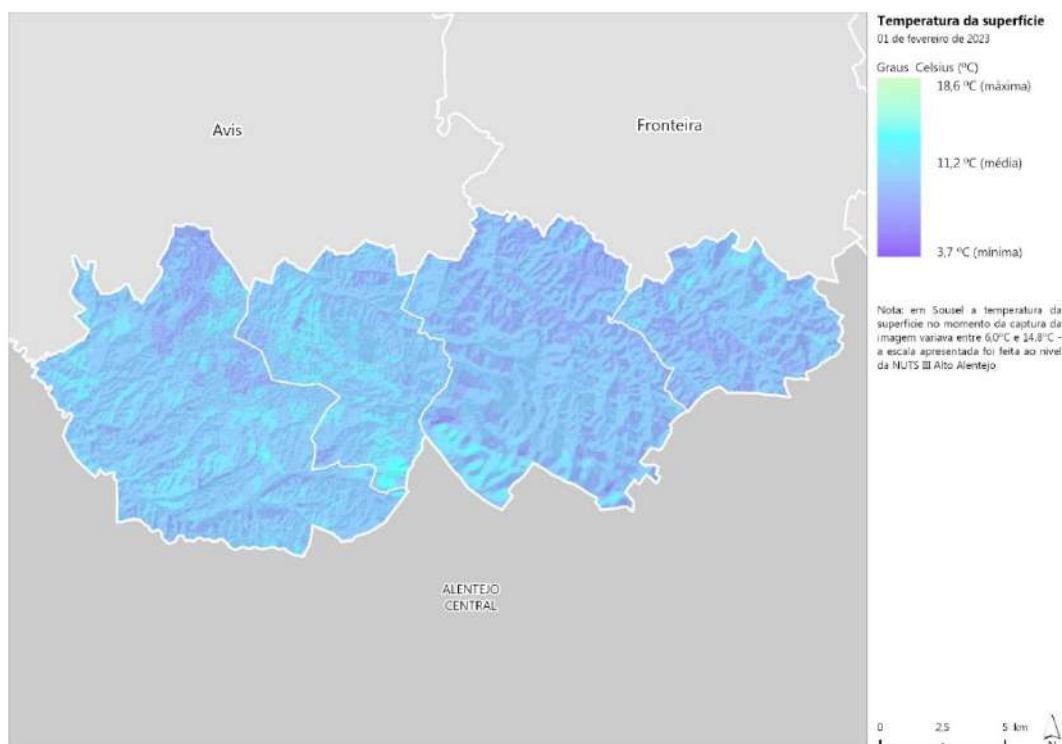 Temperatura da superfície
01 de fevereiro de 2023
Graus Celsius (ºC)
18,6 ºC (máxima)
11,2 ºC (média)
3,7 ºC (mínima)
Nota: em Sousel a temperatura da
superfície no momento da captura da
imagem variava entre 6,0ºC e 14,8ºC -
a escala apresentada foi feita ao nível
da NUTS III Alto Alentejo
Avis
Fronteira
ALENTEJO
CENTRAL
0 2,5 5 km
N